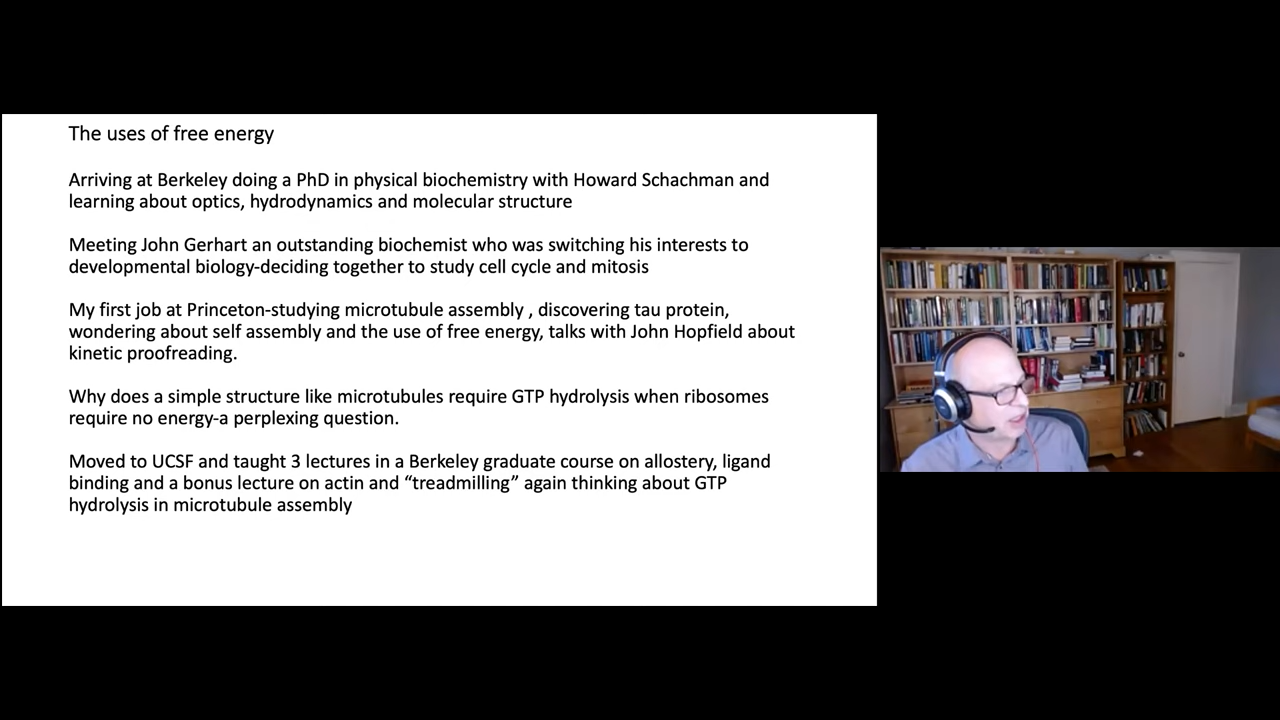 The uses of free energy
Arriving at Berkeley doing a PhD in physical biochemistry with Howard Schachman and
learning about optics, hydrodynamics and molecular structure
Meeting John Gerhart an outstanding biochemist who was switching his interests to
developmental biology-deciding together to study cell cycle and mitosis
My first job at Princeton-studying microtubule assembly , discovering tau protein,
wondering about self assembly and the use of free energy, talks with John Hopfield about
kinetic proofreading.
Why does a simple structure like microtubules require GTP hydrolysis when ribosomes
require no energy-a perplexing question.
Moved to UCSF and taught 3 lectures in a Berkeley graduate course on allostery, ligand
binding and a bonus lecture on actin and “treadmilling” again thinking about GTP
hydrolysis in microtubule assembly